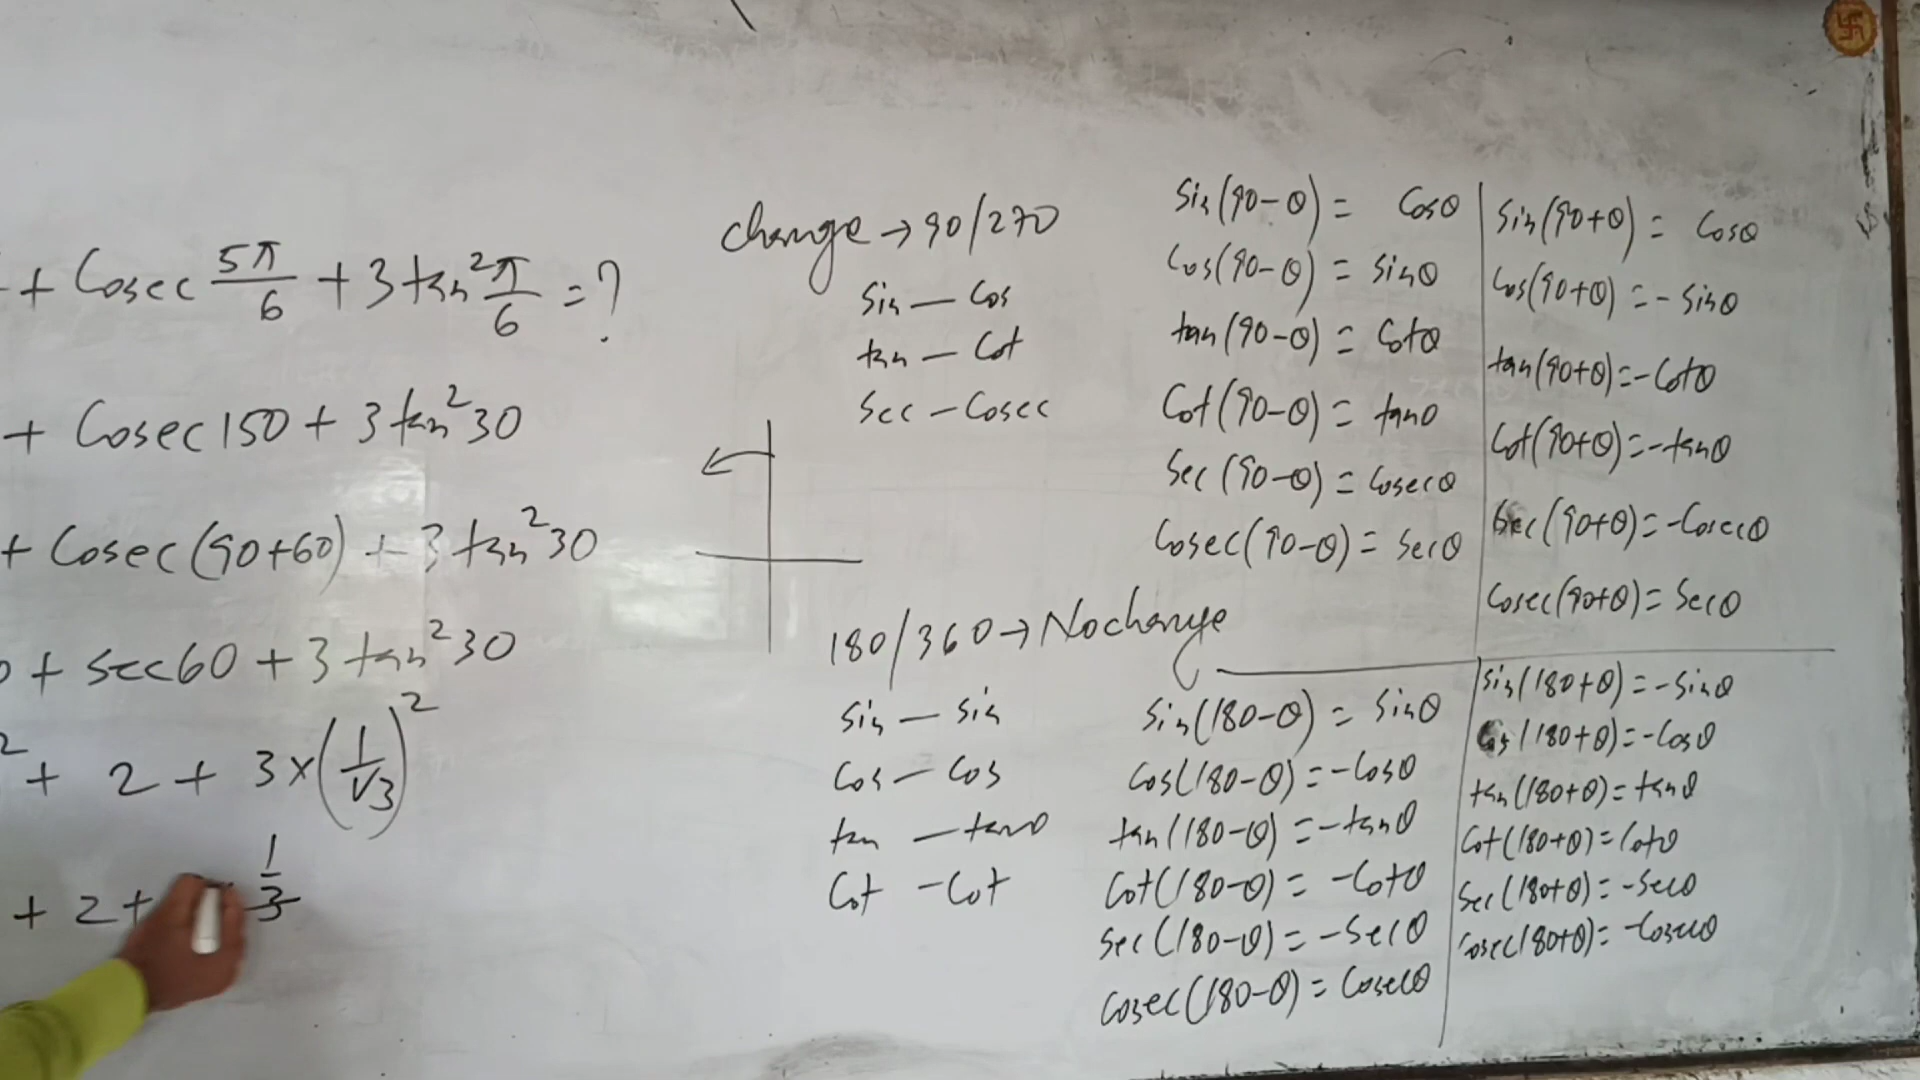 + Cosec 5π/6 + 3 tan² π/6 = ?
+ Cosec 150 + 3 tan² 30
+ Cosec (90+60) + 3 tan² 30
+ sec 60 + 3 tan² 30
2 + 2 + 3 × (1/√3)²
+ 2 + 1/3
change → 90/270
Sin — Cos
tan — Cot
Sec — Cosec
180/360 → No change
Sin — Sin
Cos — Cos
tan — tanθ
Cot — Cot
Sin(90-θ) = Cosθ
Cos(90-θ) = Sinθ
tan(90-θ) = Cotθ
Cot(90-θ) = tanθ
Sec(90-θ) = Cosecθ
Cosec(90-θ) = Secθ
Sin(90+θ) = Cosθ
Cos(90+θ) = -Sinθ
tan(90+θ) = -Cotθ
Cot(90+θ) = -tanθ
Sec(90+θ) = -Cosecθ
Cosec(90+θ) = Secθ
Sin(180-θ) = Sinθ
Cos(180-θ) = -Cosθ
tan(180-θ) = -tanθ
Cot(180-θ) = -Cotθ
Sec(180-θ) = -Secθ
Cosec(180-θ) = Cosecθ
Sin(180+θ) = -Sinθ
Cos(180+θ) = -Cosθ
tan(180+θ) = tanθ
Cot(180+θ) = Cotθ
Sec(180+θ) = -Secθ
Cosec(180+θ) = -Cosecθ